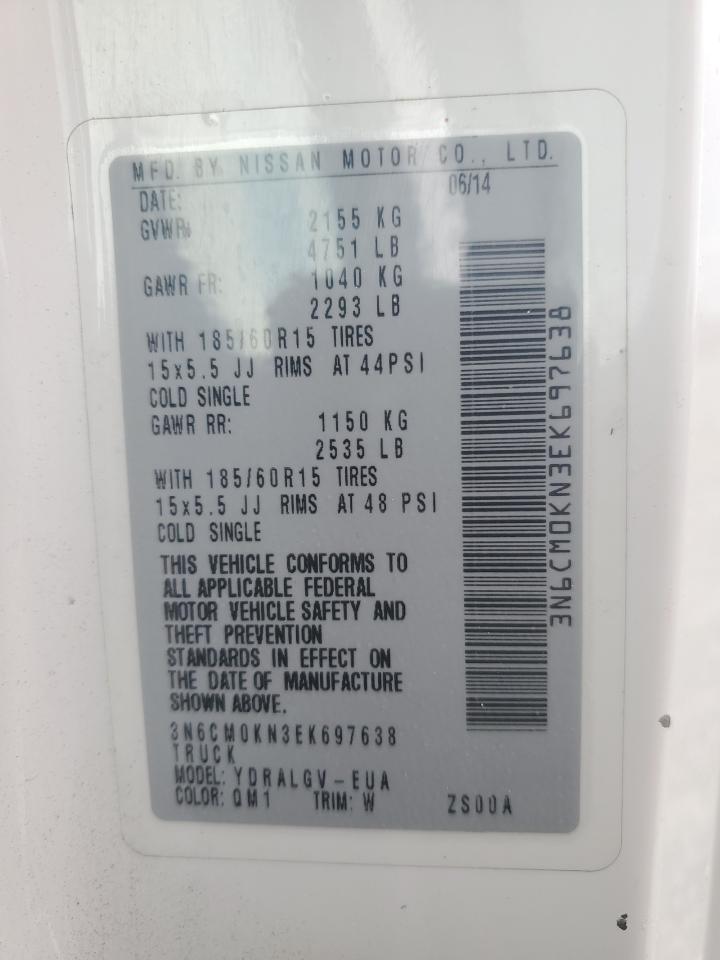 MFD. BY NISSAN MOTOR CO., LTD.
DATE: 06/14
GVWR: 2155 KG
4751 LB
GAWR FR: 1040 KG
2293 LB
WITH 185/60R15 TIRES
15x5.5 JJ RIMS AT 44PSI
COLD SINGLE
GAWR RR: 1150 KG
2535 LB
WITH 185/60R15 TIRES
15x5.5 JJ RIMS AT 48 PSI
COLD SINGLE
THIS VEHICLE CONFORMS TO
ALL APPLICABLE FEDERAL
MOTOR VEHICLE SAFETY AND
THEFT PREVENTION
STANDARDS IN EFFECT ON
THE DATE OF MANUFACTURE
SHOWN ABOVE.
3N6CM0KN3EK697638
TRUCK
MODEL: YDRALGV-EUA
COLOR: QM1 TRIM: W ZS00A
3N6CM0KN3EK697638